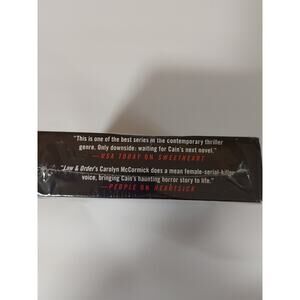 "This is one of the best series in the contemporary thriller
genre. Only downside: waiting for Cain's next novel."
—USA TODAY ON SWEETHEART
"Law & Order's Carolyn McCormick does a mean female-serial-killer
voice, bringing Cain's haunting horror story to life."
—PEOPLE ON HEARTSICK